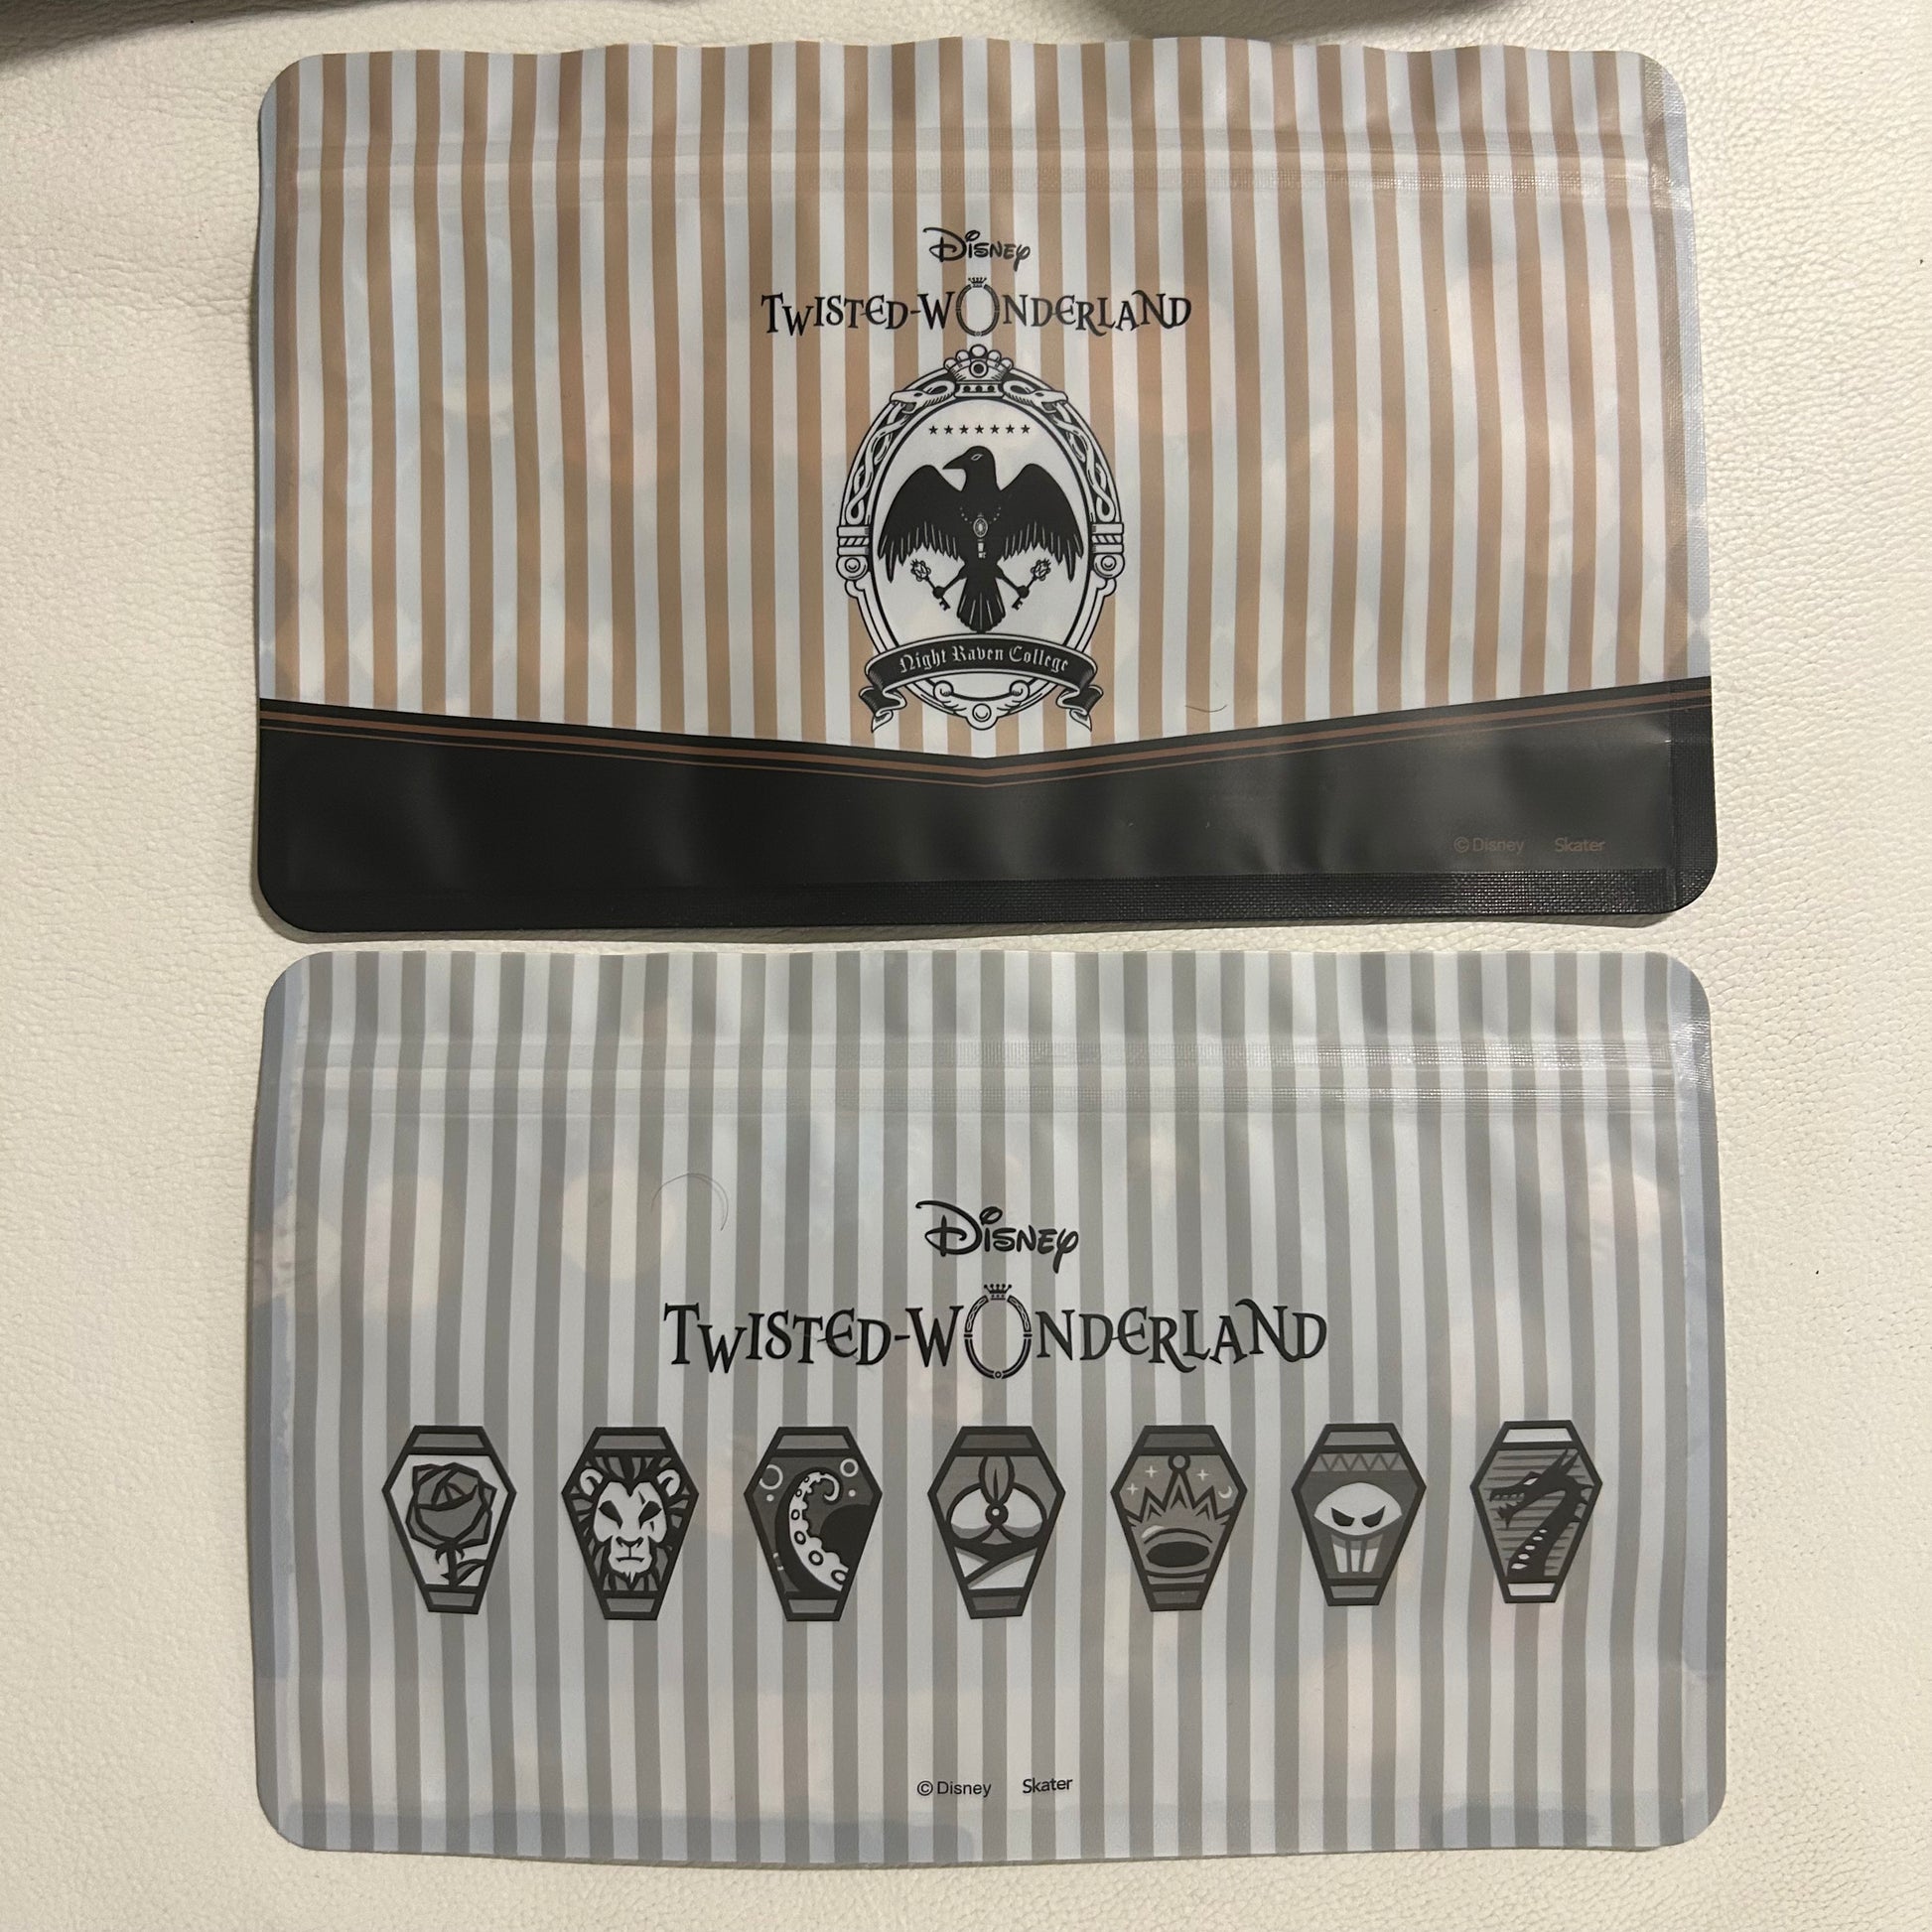 Disney
TWISTED-WONDERLAND
Night Raven College
©Disney Skater
Disney
TWISTED-WONDERLAND
©Disney Skater